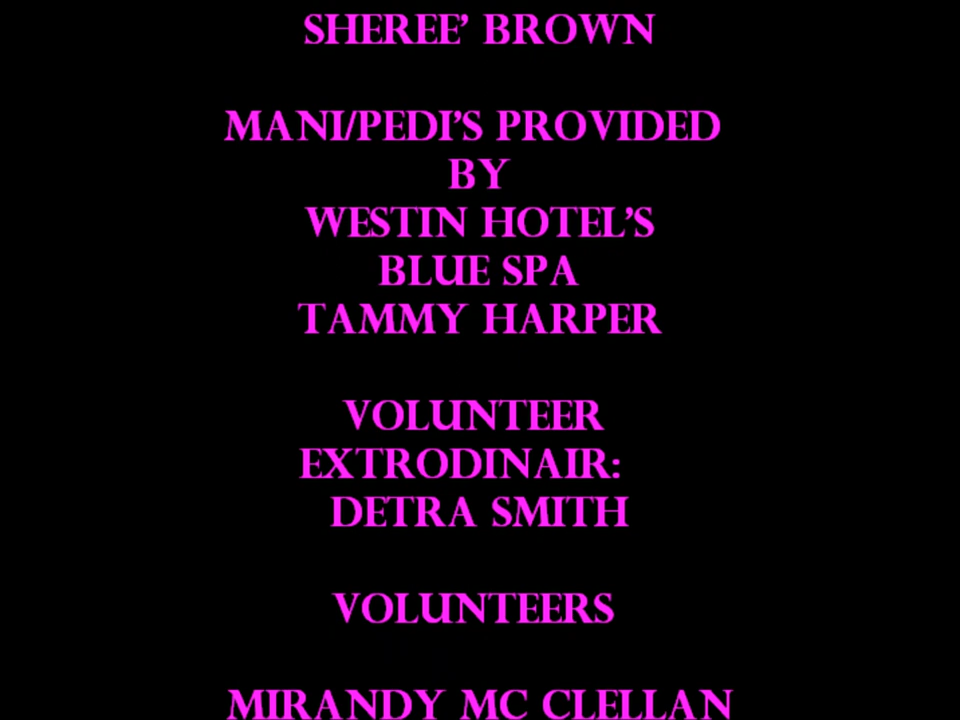 SHEREE' BROWN
MANI/PEDI'S PROVIDED
BY
WESTIN HOTEL'S
BLUE SPA
TAMMY HARPER
VOLUNTEER
EXTRODINAIR:
DETRA SMITH
VOLUNTEERS
MIRANDY MC CLELLAN